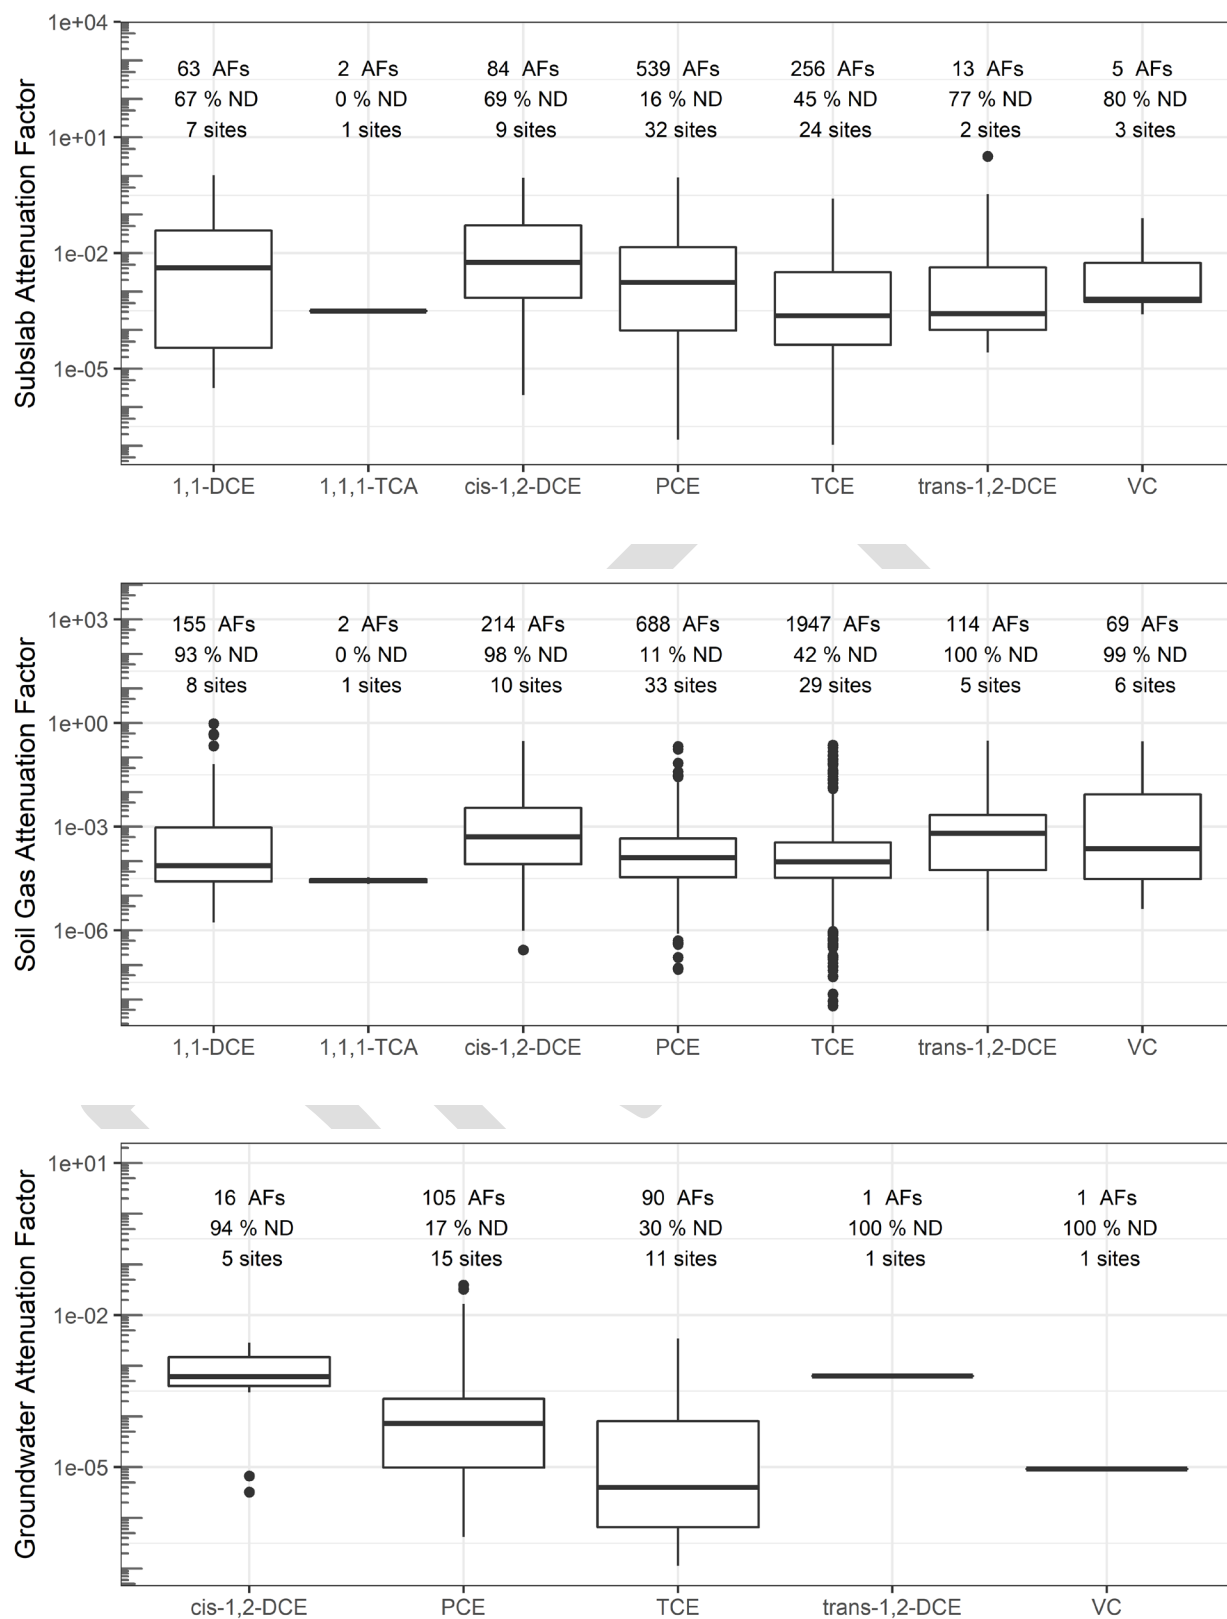 Subslab Attenuation Factor
1e+04
1e+01
1e-02
1e-05
63 AFs 2 AFs 84 AFs 539 AFs 256 AFs 13 AFs 5 AFs
67 % ND 0 % ND 69 % ND 16 % ND 45 % ND 77 % ND 80 % ND
7 sites 1 sites 9 sites 32 sites 24 sites 2 sites 3 sites
1,1-DCE 1,1,1-TCA cis-1,2-DCE PCE TCE trans-1,2-DCE VC
Soil Gas Attenuation Factor
1e+03
1e+00
1e-03
1e-06
155 AFs 2 AFs 214 AFs 688 AFs 1947 AFs 114 AFs 69 AFs
93 % ND 0 % ND 98 % ND 11 % ND 42 % ND 100 % ND 99 % ND
8 sites 1 sites 10 sites 33 sites 29 sites 5 sites 6 sites
1,1-DCE 1,1,1-TCA cis-1,2-DCE PCE TCE trans-1,2-DCE VC
Groundwater Attenuation Factor
1e+01
1e-02
1e-05
16 AFs 105 AFs 90 AFs 1 AFs 1 AFs
94 % ND 17 % ND 30 % ND 100 % ND 100 % ND
5 sites 15 sites 11 sites 1 sites 1 sites
cis-1,2-DCE PCE TCE trans-1,2-DCE VC